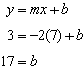 y = mx + b
3 = −2(7) + b
17 = b